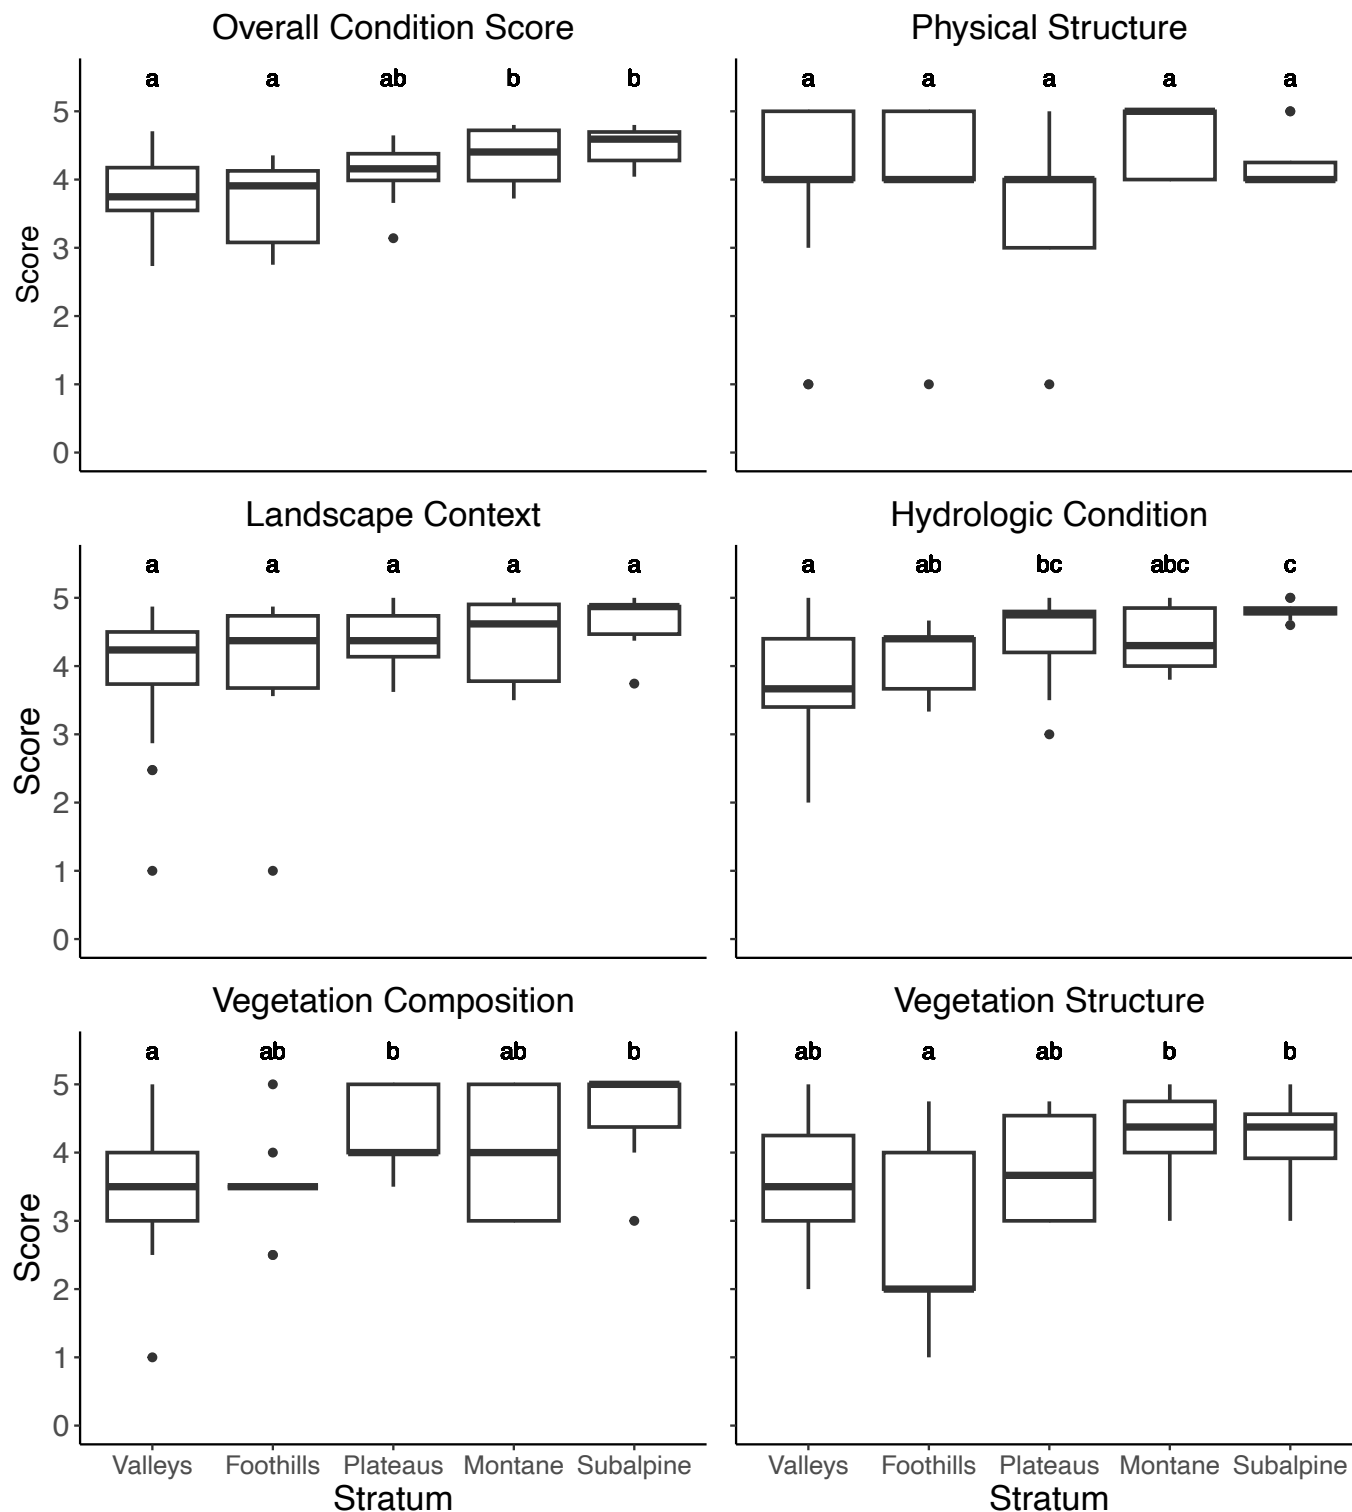 Overall Condition Score
Physical Structure
a a ab b b
a a a a a
5
4
3
2
1
0
Score
Landscape Context
Hydrologic Condition
a a a a a
a ab bc abc c
5
4
3
2
1
0
Score
Vegetation Composition
Vegetation Structure
a ab b ab b
ab a ab b b
5
4
3
2
1
0
Score
Valleys Foothills Plateaus Montane Subalpine
Valleys Foothills Plateaus Montane Subalpine
Stratum
Stratum